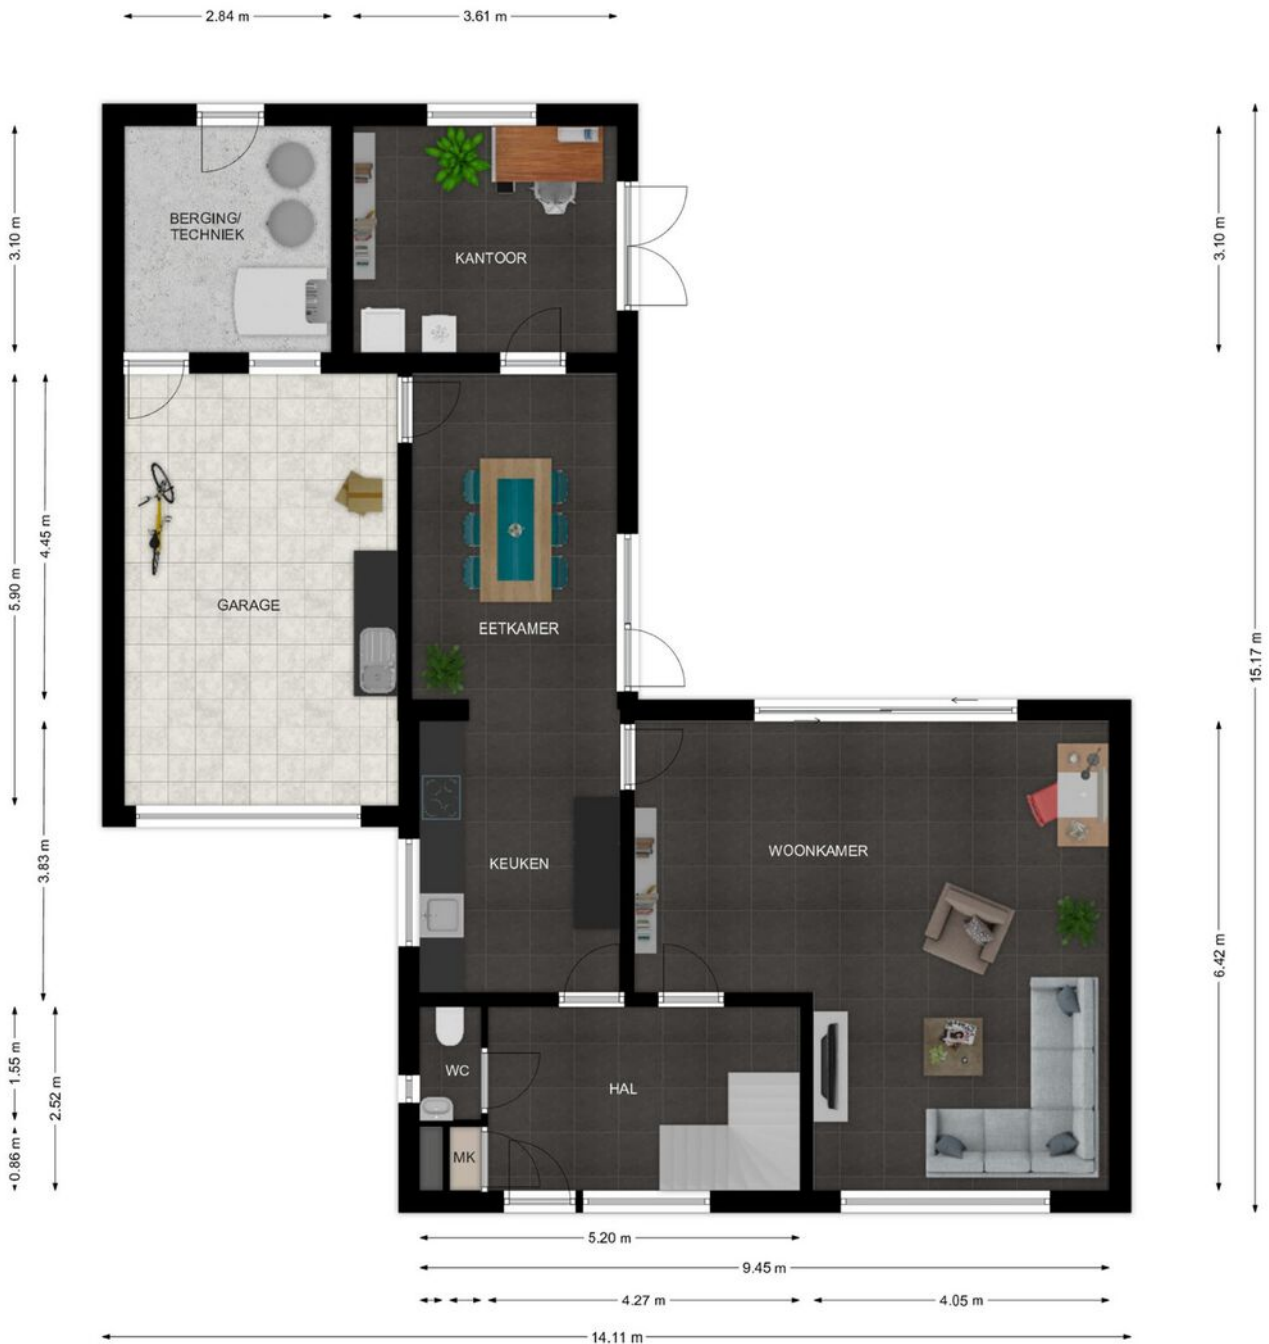 2.84 m
3.61 m
3.10 m
3.10 m
BERGING/
TECHNIEK
KANTOOR
5.90 m
4.45 m
GARAGE
EETKAMER
15.17 m
3.83 m
KEUKEN
WOONKAMER
6.42 m
1.55 m
2.52 m
WC
HAL
0.86 m
MK
5.20 m
9.45 m
4.27 m
4.05 m
14.11 m